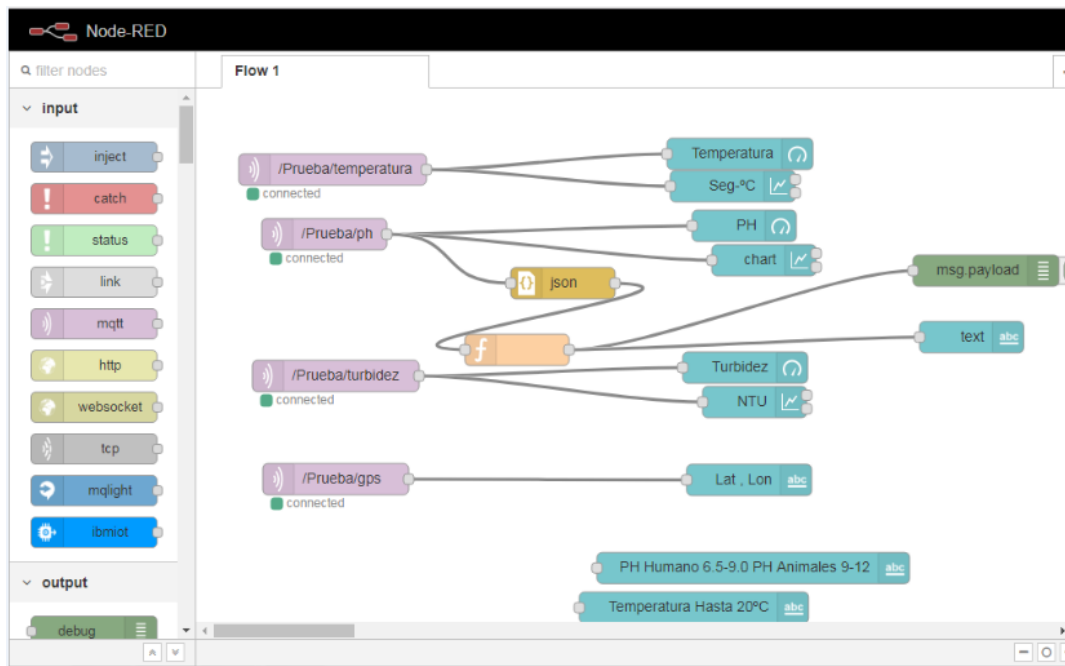 Node-RED
filter nodes
Flow 1
input
inject
catch
status
link
mqtt
http
websocket
tcp
mqlight
ibmiot
output
debug
/Prueba/temperatura
connected
Temperatura
Seg-ºC
/Prueba/ph
connected
PH
chart
json
msg.payload
f
text
abc
/Prueba/turbidez
connected
Turbidez
NTU
/Prueba/gps
connected
Lat , Lon
abc
PH Humano 6.5-9.0 PH Animales 9-12
abc
Temperatura Hasta 20ºC
abc